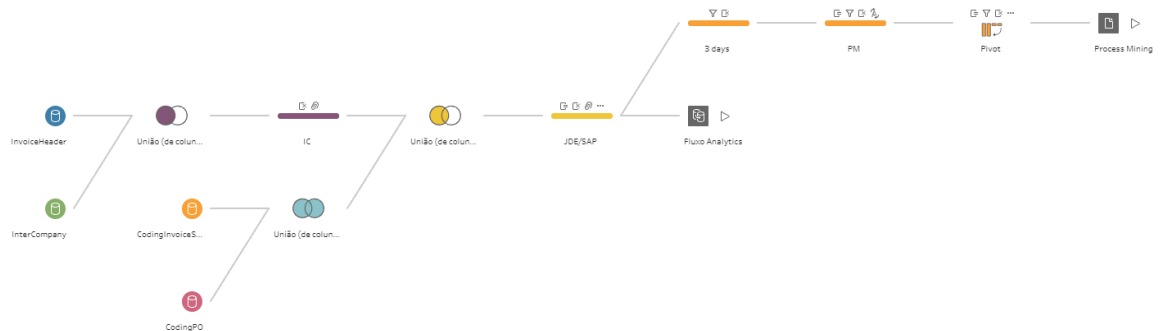 3 days
PM
Pivot
Process Mining
InvoiceHeader
União (de colun...
IC
União (de colun...
JDE/SAP
Fluxo Analytics
InterCompany
CodingInvoiceS...
União (de colun...
CodingPO